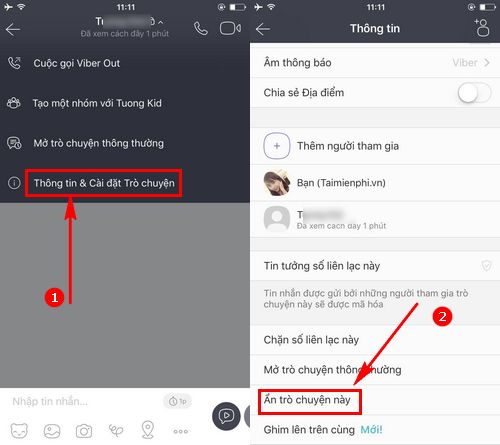 11:11
Tuong
Đã xem cách đây 1 phút
Cuộc gọi Viber Out
Tạo một nhóm với Tuong Kid
Mở trò chuyện thông thường
Thông tin & Cài đặt Trò chuyện
1
Nhập tin nhắn...
1p
11:11
Thông tin
Âm thông báo
Viber
Chia sẻ Địa điểm
Thêm người tham gia
Bạn (Taimienphi.vn)
Đã xem cách đây 1 phút
Tin tưởng số liên lạc này
Tin nhắn được gửi bởi những người tham gia trò
chuyện này sẽ được mã hóa
2
Chặn số liên lạc này
Mở trò chuyện thông thường
Ẩn trò chuyện này
Ghim lên trên cùng Mới!